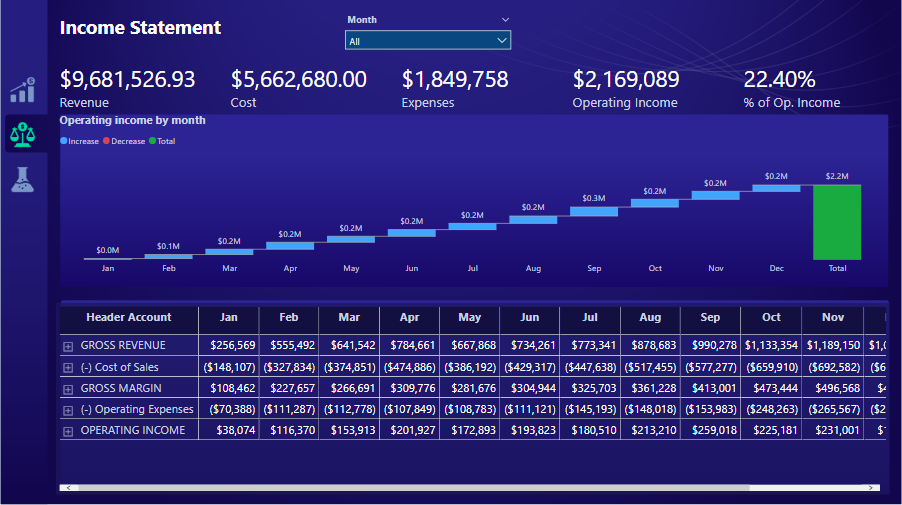 Income Statement
Month
All
$9,681,526.93 $5,662,680.00 $1,849,758 $2,169,089 22.40%
Revenue Cost Expenses Operating Income % of Op. Income
Operating income by month
Increase Decrease Total
$0.0M $0.1M $0.2M $0.2M $0.2M $0.2M $0.2M $0.2M $0.3M $0.2M $0.2M $0.2M $2.2M
Jan Feb Mar Apr May Jun Jul Aug Sep Oct Nov Dec Total
Header Account Jan Feb Mar Apr May Jun Jul Aug Sep Oct Nov
GROSS REVENUE $256,569 $555,492 $641,542 $784,661 $667,868 $734,261 $773,341 $878,683 $990,278 $1,133,354 $1,189,150
(-) Cost of Sales ($148,107) ($327,834) ($374,851) ($474,886) ($386,192) ($429,317) ($447,638) ($517,455) ($577,277) ($659,910) ($692,582)
GROSS MARGIN $108,462 $227,657 $266,691 $309,776 $281,676 $304,944 $325,703 $361,228 $413,001 $473,444 $496,568
(-) Operating Expenses ($70,388) ($111,287) ($112,778) ($107,849) ($108,783) ($111,121) ($145,193) ($148,018) ($153,983) ($248,263) ($265,567)
OPERATING INCOME $38,074 $116,370 $153,913 $201,927 $172,893 $193,823 $180,510 $213,210 $259,018 $225,181 $231,001